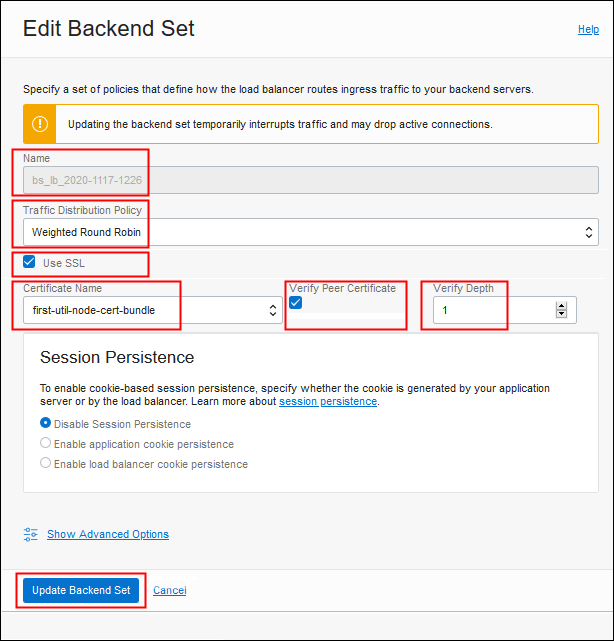 Edit Backend Set
Help
Specify a set of policies that define how the load balancer routes ingress traffic to your backend servers.
Updating the backend set temporarily interrupts traffic and may drop active connections.
Name
bs_lb_2020-1117-1226
Traffic Distribution Policy
Weighted Round Robin
Use SSL
Certificate Name
Verify Peer Certificate
Verify Depth
first-util-node-cert-bundle
1
Session Persistence
To enable cookie-based session persistence, specify whether the cookie is generated by your application
server or by the load balancer. Learn more about session persistence.
Disable Session Persistence
Enable application cookie persistence
Enable load balancer cookie persistence
Show Advanced Options
Update Backend Set
Cancel